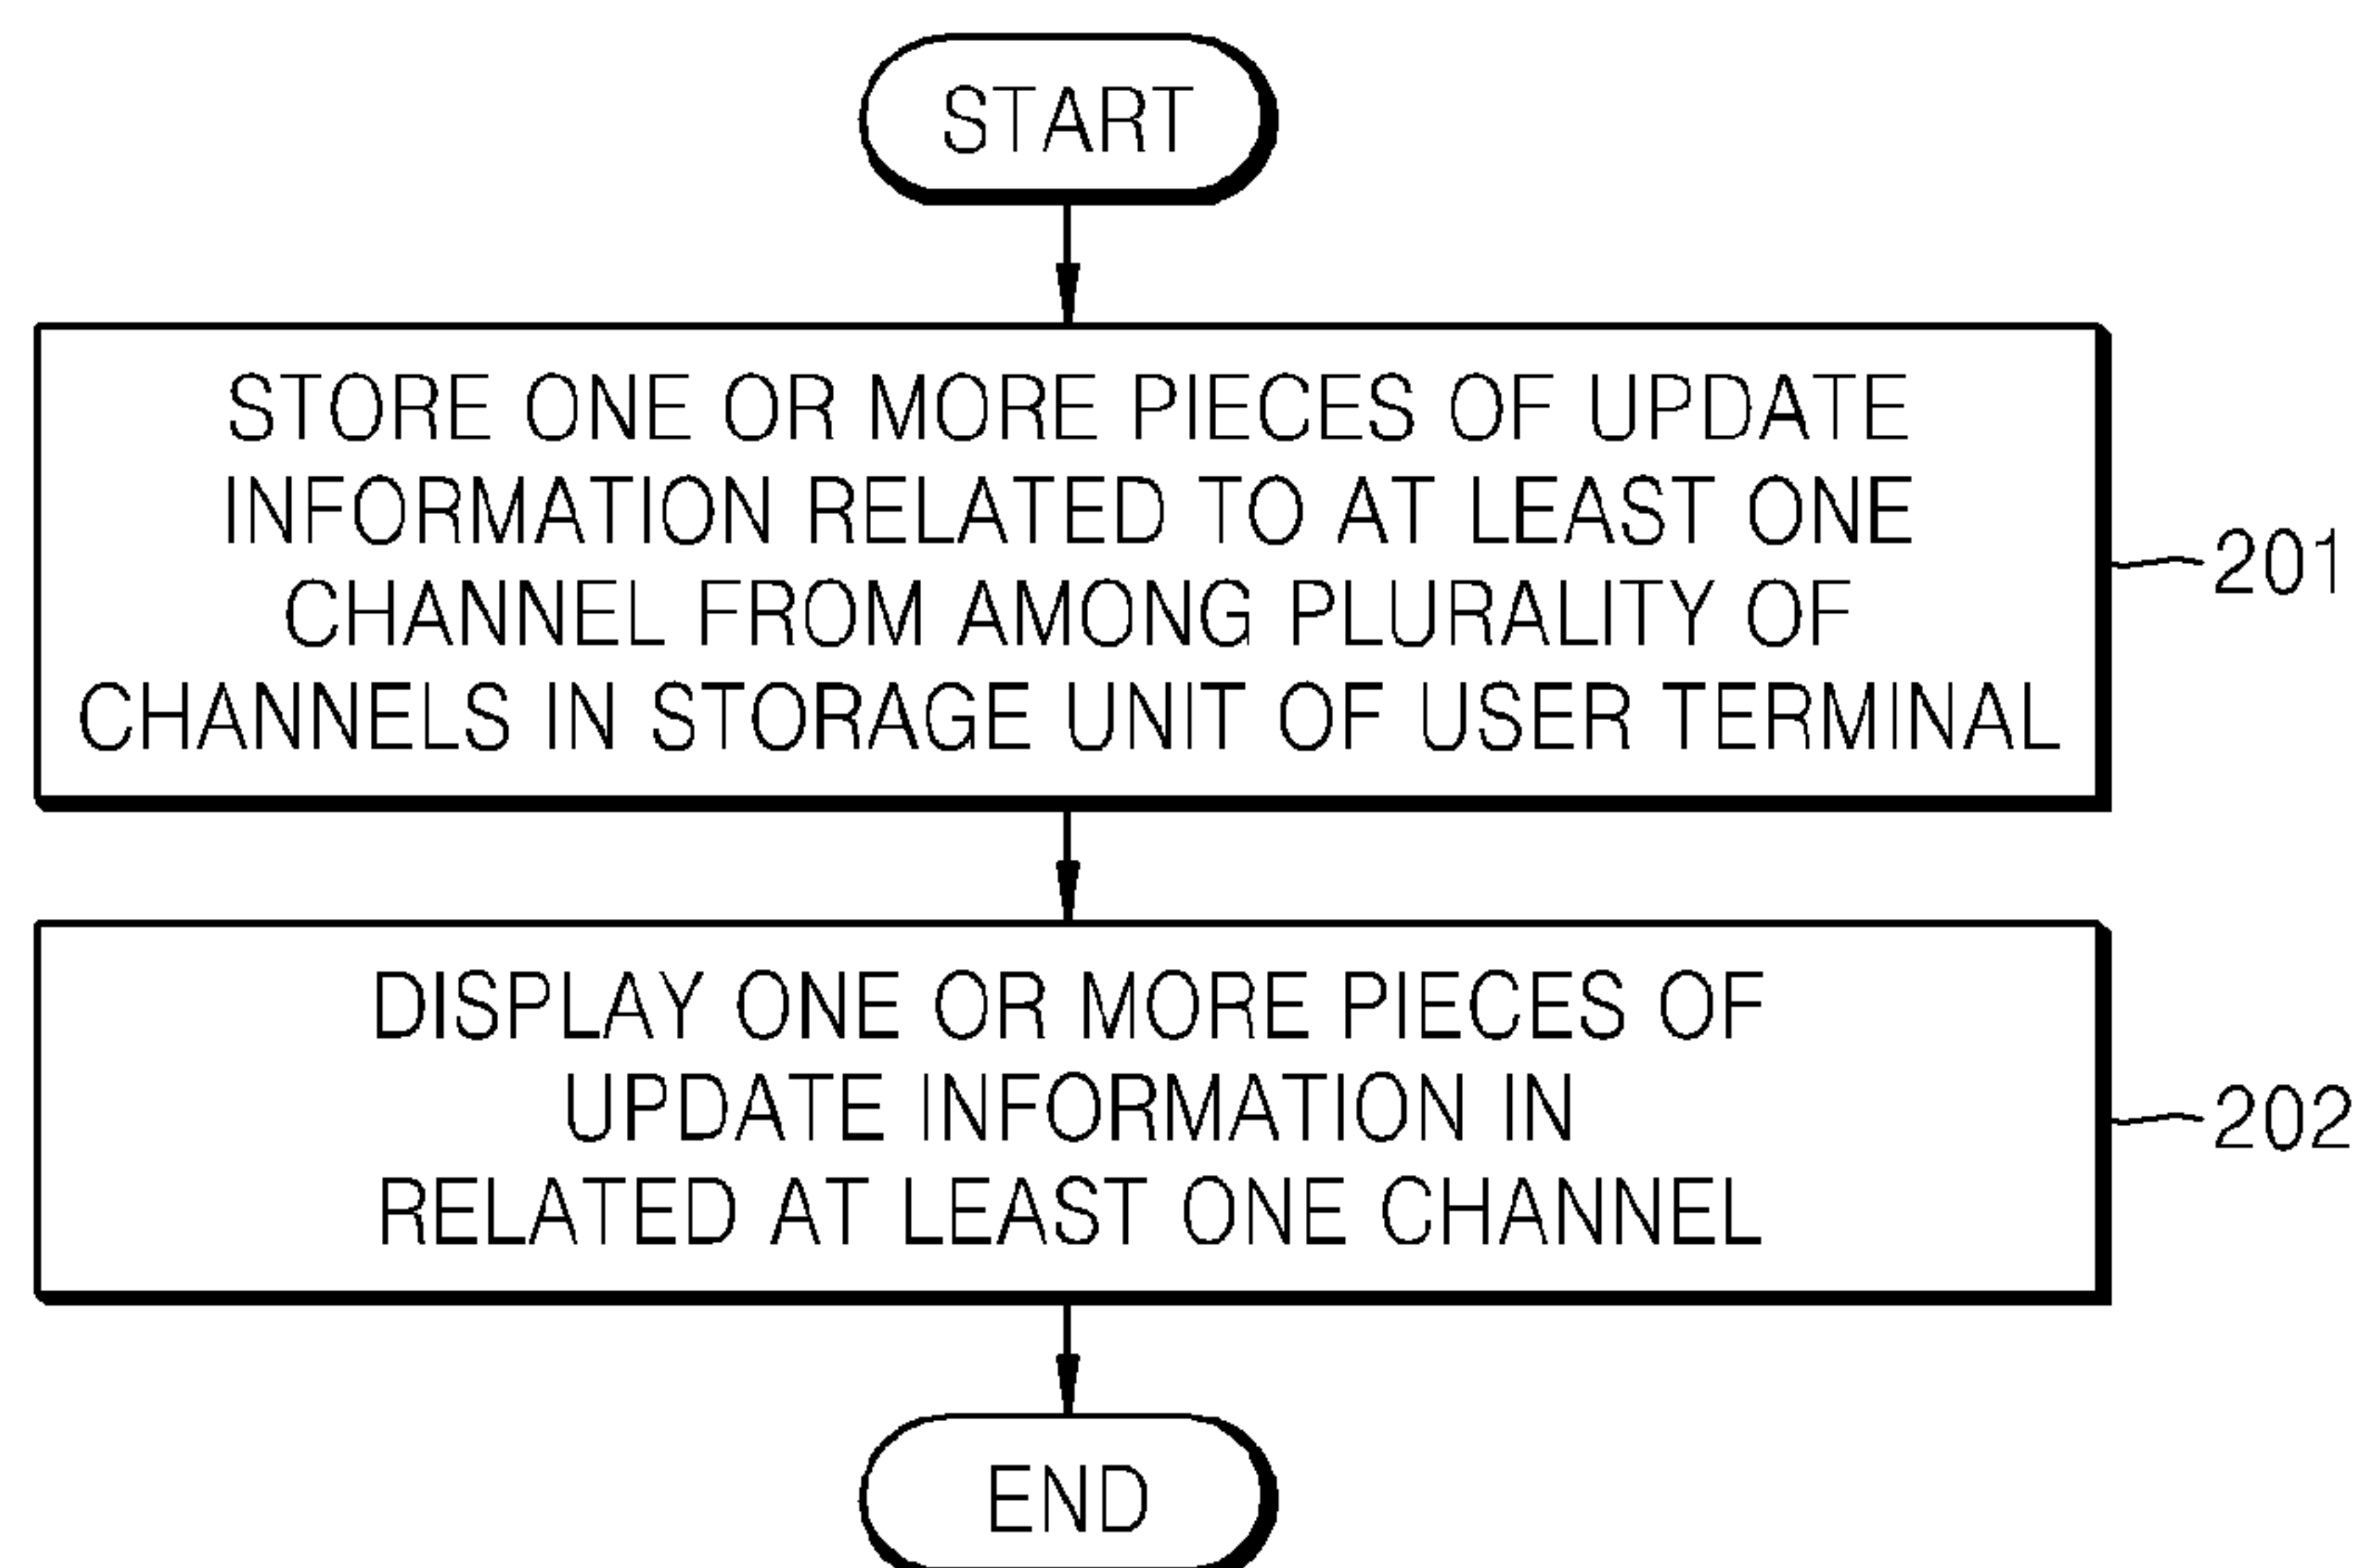 START
STORE ONE OR MORE PIECES OF UPDATE
INFORMATION RELATED TO AT LEAST ONE
CHANNEL FROM AMONG PLURALITY OF
CHANNELS IN STORAGE UNIT OF USER TERMINAL
201
DISPLAY ONE OR MORE PIECES OF
UPDATE INFORMATION IN
RELATED AT LEAST ONE CHANNEL
202
END